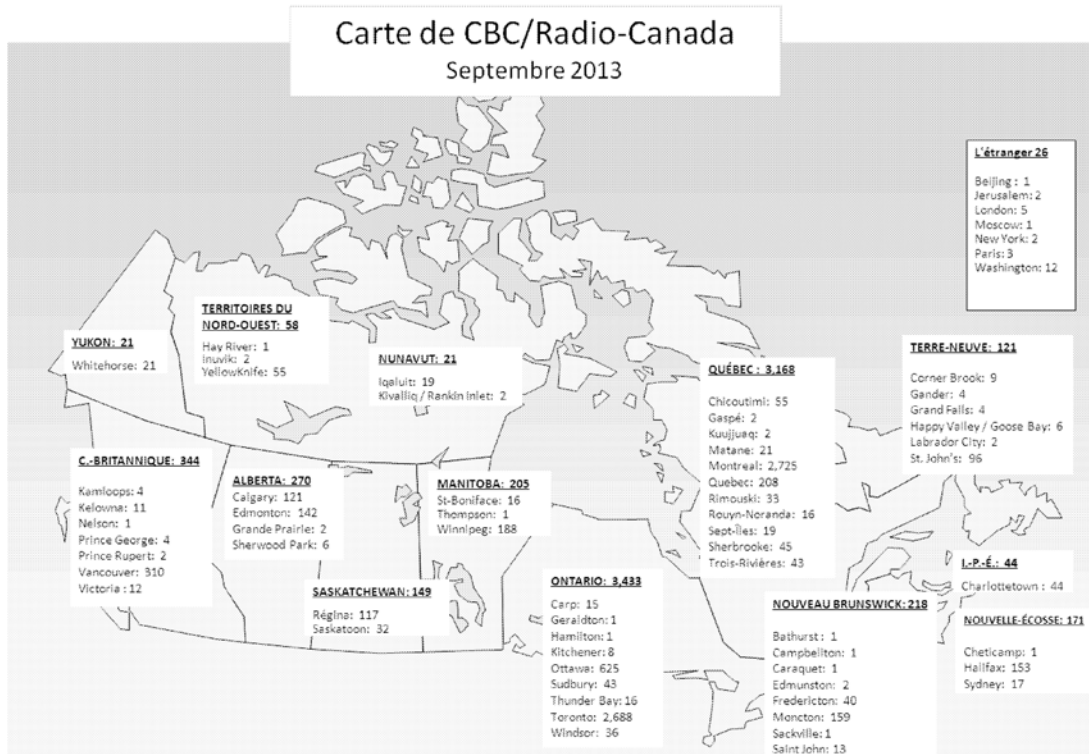 Carte de CBC/Radio-Canada
Septembre 2013
L'étranger 26
Beijing : 1
Jerusalem: 2
London: 5
Moscow: 1
New York: 2
Paris: 3
Washington: 12
YUKON: 21
Whitehorse: 21
TERRITOIRES DU
NORD-OUEST: 58
Hay River: 1
Inuvik: 2
YellowKnife: 55
NUNAVUT: 21
Iqaluit: 19
Kivalliq / Rankin Inlet: 2
QUÉBEC : 3,168
Chicoutimi: 55
Gaspé: 2
Kuujjuaq: 2
Matane: 21
Montreal: 2,725
Quebec: 208
Rimouski: 33
Rouyn-Noranda: 16
Sept-Îles: 19
Sherbrooke: 45
Trois-Rivières: 43
TERRE-NEUVE: 121
Corner Brook: 9
Gander: 4
Grand Falls: 4
Happy Valley / Goose Bay: 6
Labrador City: 2
St. John's: 96
C.-BRITANNIQUE: 344
Kamloops: 4
Kelowna: 11
Nelson: 1
Prince George: 4
Prince Rupert: 2
Vancouver: 310
Victoria : 12
ALBERTA: 270
Calgary: 121
Edmonton: 142
Grande Prairie: 2
Sherwood Park: 6
MANITOBA: 205
St-Boniface: 16
Thompson: 1
Winnipeg: 188
SASKATCHEWAN: 149
Régina: 117
Saskatoon: 32
ONTARIO: 3,433
Carp: 15
Geraldton: 1
Hamilton: 1
Kitchener: 8
Ottawa: 625
Sudbury: 43
Thunder Bay: 16
Toronto: 2,688
Windsor: 36
NOUVEAU BRUNSWICK: 218
Bathurst: 1
Campbellton: 1
Caraquet: 1
Edmunston: 2
Fredericton: 40
Moncton: 159
Sackville: 1
Saint John: 13
I.-P.-É.: 44
Charlottetown : 44
NOUVELLE-ÉCOSSE: 171
Cheticamp: 1
Halifax: 153
Sydney: 17